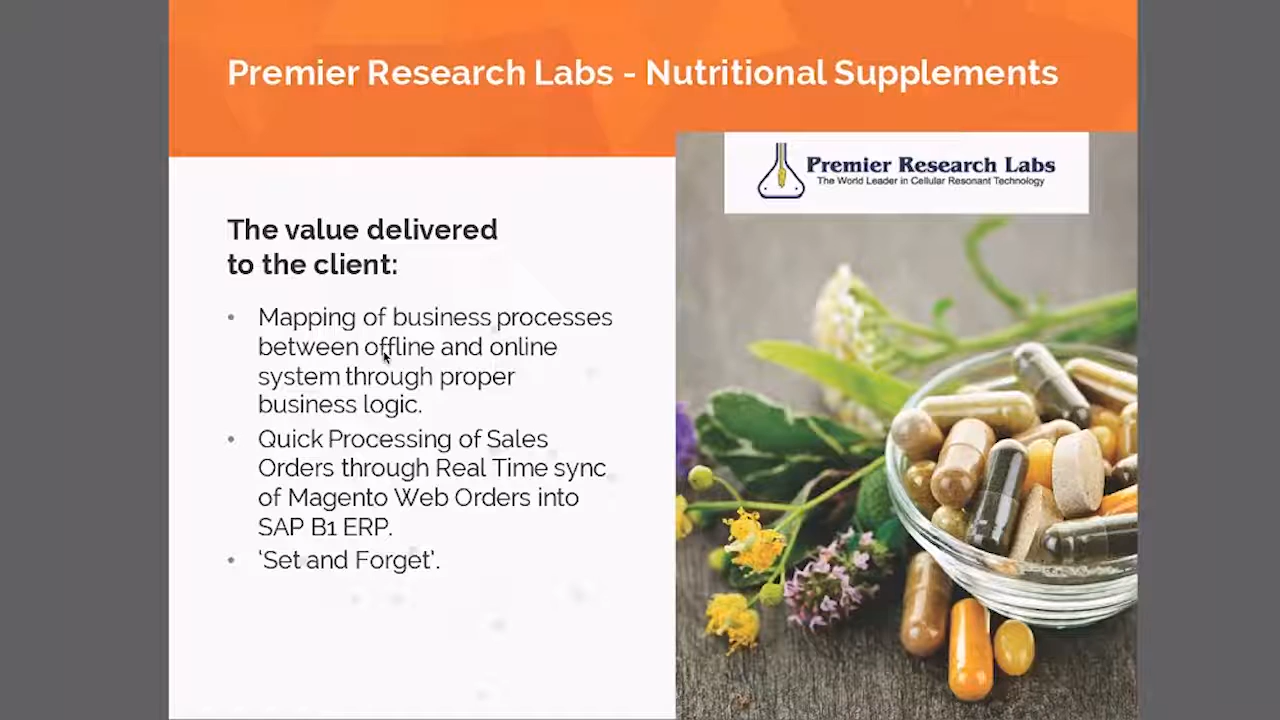 Premier Research Labs - Nutritional Supplements
Premier Research Labs
The World Leader in Cellular Resonant Technology
The value delivered
to the client:
• Mapping of business processes
between offline and online
system through proper
business logic.
• Quick Processing of Sales
Orders through Real Time sync
of Magento Web Orders into
SAP B1 ERP.
• 'Set and Forget'.